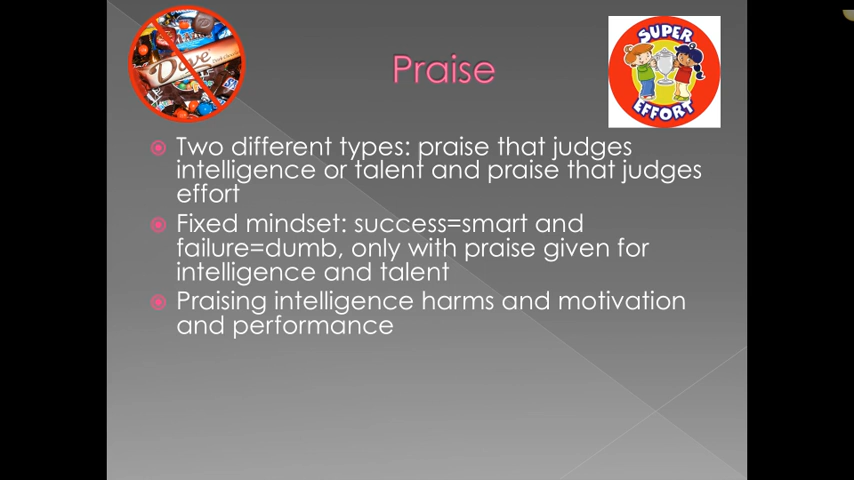 Dove
SUPER
EFFORT
Praise
Two different types: praise that judges
intelligence or talent and praise that judges
effort
Fixed mindset: success=smart and
failure=dumb, only with praise given for
intelligence and talent
Praising intelligence harms and motivation
and performance